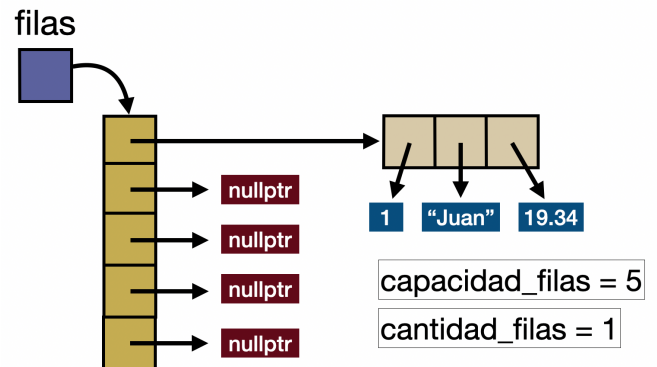 filas
nullptr
nullptr
nullptr
nullptr
1 “Juan” 19.34
capacidad_filas = 5
cantidad_filas = 1